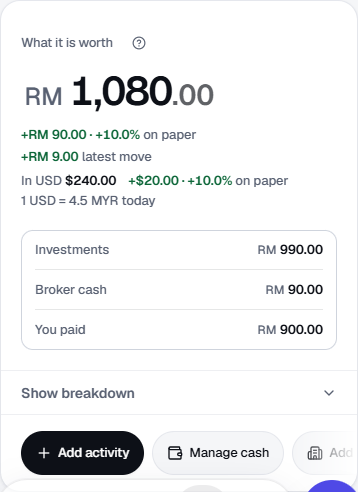 What it is worth ?
RM 1,080.00
+RM 90.00 · +10.0% on paper
+RM 9.00 latest move
In USD $240.00 +$20.00 · +10.0% on paper
1 USD = 4.5 MYR today
Investments RM 990.00
Broker cash RM 90.00
You paid RM 900.00
Show breakdown
+ Add activity Manage cash Add